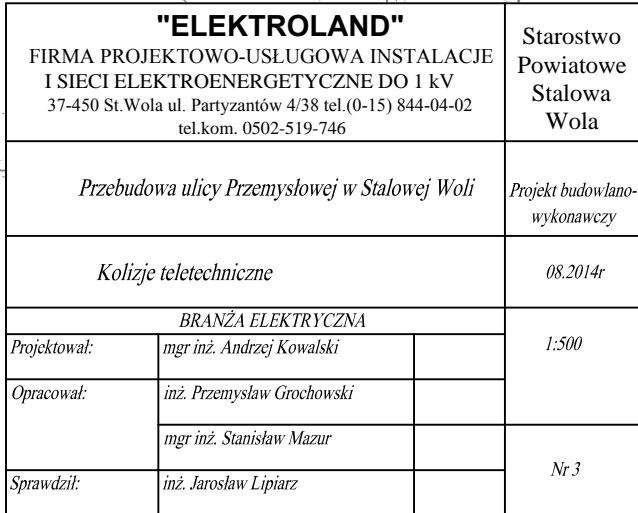 "ELEKTROLAND"
FIRMA PROJEKTOWO-USŁUGOWA INSTALACJE
I SIECI ELEKTROENERGETYCZNE DO 1 kV
37-450 St.Wola ul. Partyzantów 4/38 tel.(0-15) 844-04-02
tel.kom. 0502-519-746
Starostwo
Powiatowe
Stalowa
Wola
Przebudowa ulicy Przemysłowej w Stalowej Woli
Projekt budowlano-
wykonawczy
Kolizje teletechniczne
08.2014r
BRANŻA ELEKTRYCZNA
1:500
Projektował: mgr inż. Andrzej Kowalski
Opracował: inż. Przemysław Grochowski
mgr inż. Stanisław Mazur
Nr 3
Sprawdził: inż. Jarosław Lipiarz